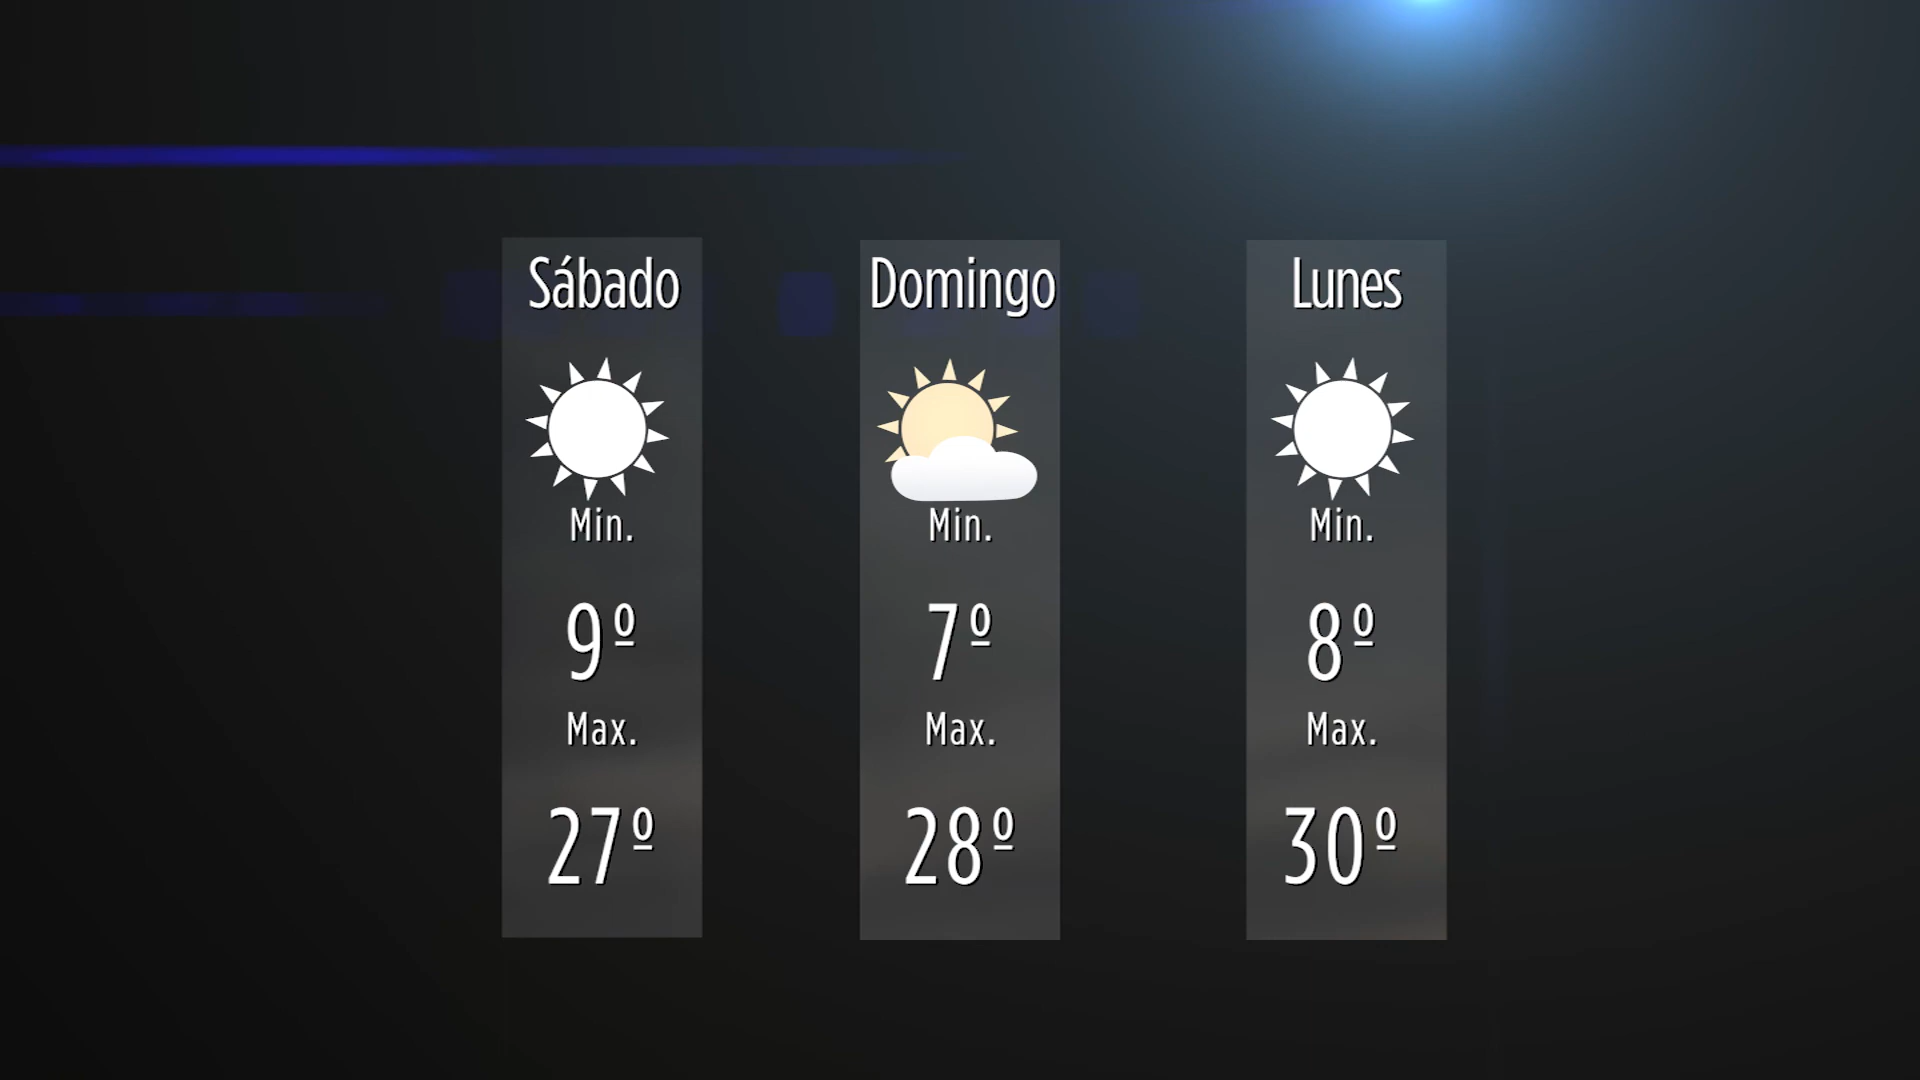 Sábado
Min.
9º
Max.
27º
Domingo
Min.
7º
Max.
28º
Lunes
Min.
8º
Max.
30º